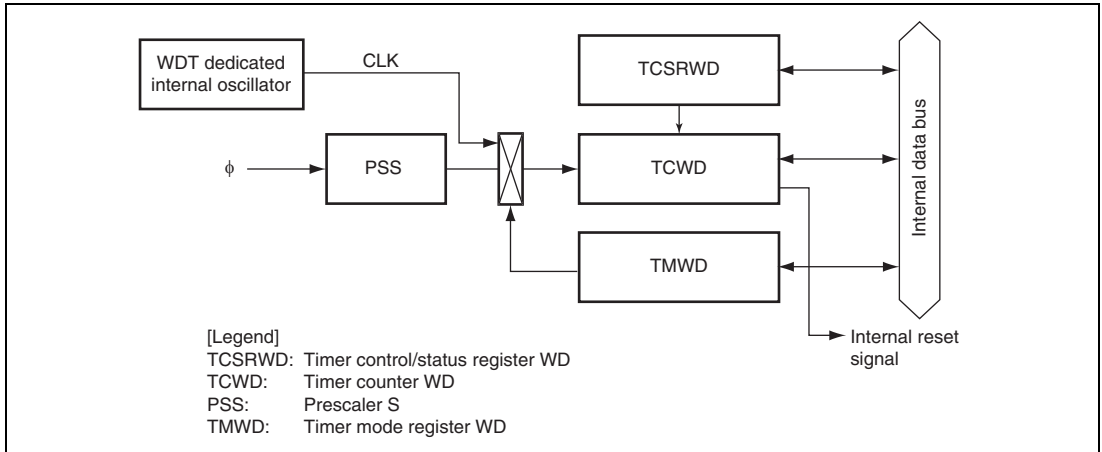 WDT dedicated
internal oscillator
CLK
TCSRWD
ϕ
PSS
TCWD
TMWD
Internal data bus
Internal reset
signal
[Legend]
TCSRWD: Timer control/status register WD
TCWD: Timer counter WD
PSS: Prescaler S
TMWD: Timer mode register WD